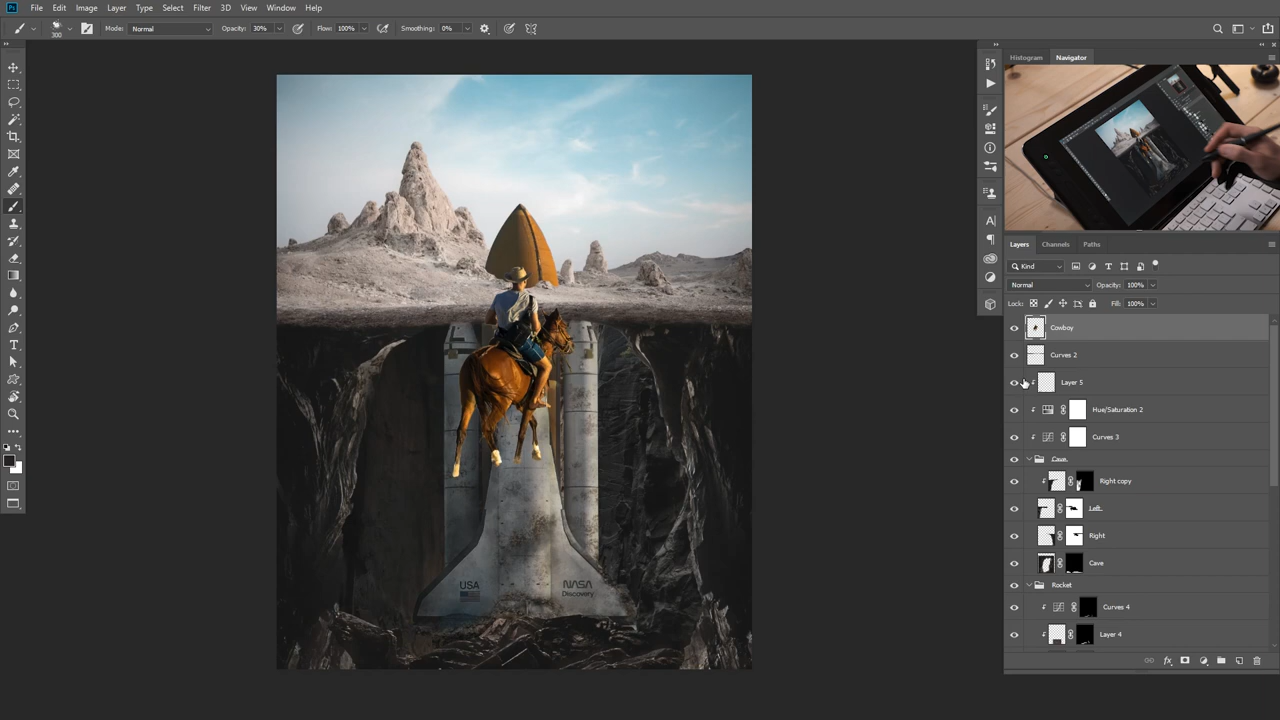 Ps File Edit Image Layer Type Select Filter 3D View Window Help
300 Mode: Normal Opacity: 30% Flow: 100% Smoothing: 0%
Histogram Navigator
Layers Channels Paths
Kind
Normal Opacity: 100%
Lock: Fill: 100%
Cowboy
Curves 2
Layer 5
Hue/Saturation 2
Curves 3
Cave
Right copy
Left
Right
Cave
Rocket
Curves 4
Layer 4
USA
NASA
Discovery